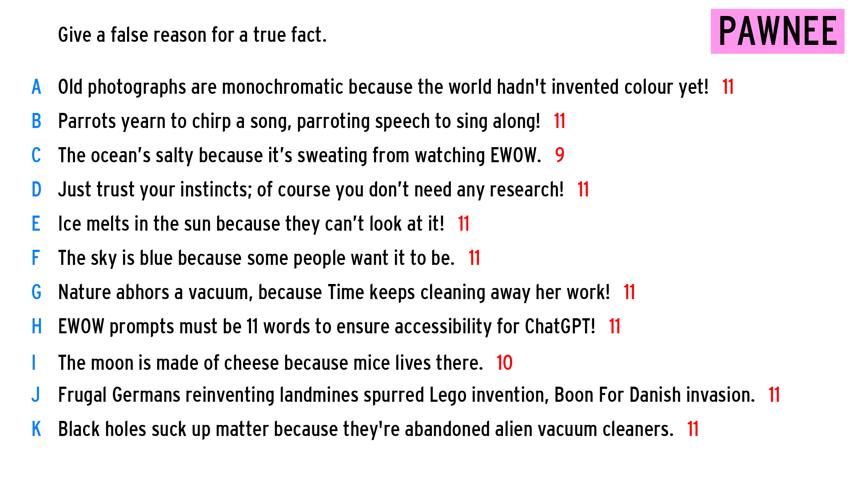 Give a false reason for a true fact.
PAWNEE
A Old photographs are monochromatic because the world hadn't invented colour yet! 11
B Parrots yearn to chirp a song, parroting speech to sing along! 11
C The ocean’s salty because it’s sweating from watching EWOW. 9
D Just trust your instincts; of course you don’t need any research! 11
E Ice melts in the sun because they can’t look at it! 11
F The sky is blue because some people want it to be. 11
G Nature abhors a vacuum, because Time keeps cleaning away her work! 11
H EWOW prompts must be 11 words to ensure accessibility for ChatGPT! 11
I The moon is made of cheese because mice lives there. 10
J Frugal Germans reinventing landmines spurred Lego invention, Boon For Danish invasion. 11
K Black holes suck up matter because they're abandoned alien vacuum cleaners. 11